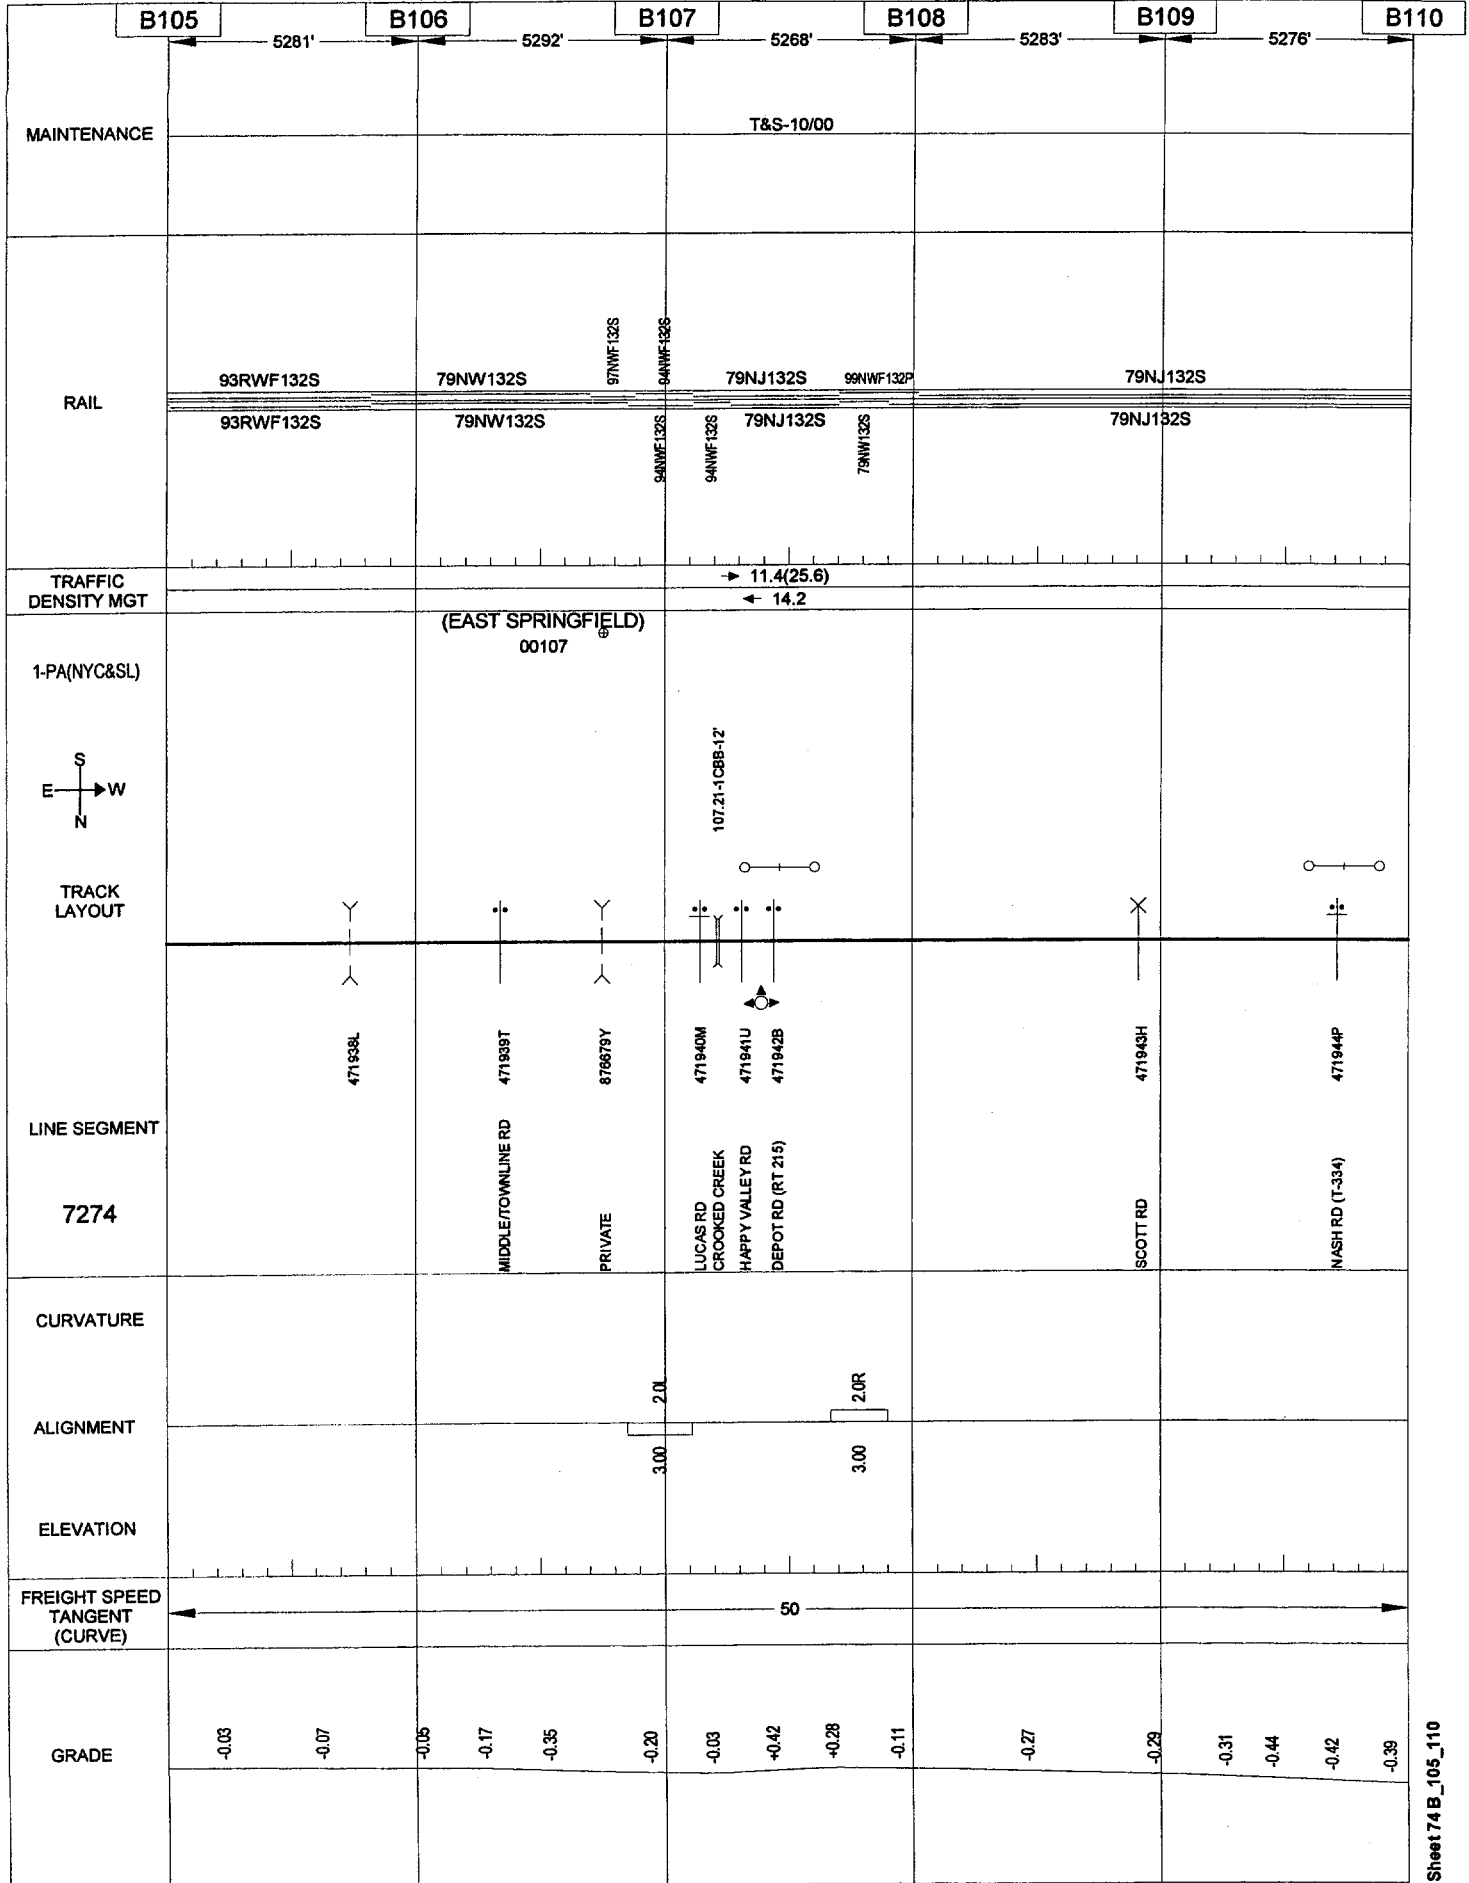 B105 B106 B107 B108 B109 B110
5281' 5292' 5268' 5283' 5276'
MAINTENANCE
T&S-10/00
RAIL
97NWF132S 94NWF132S
93RWF132S 79NW132S 79NJ132S 99NWF132P 79NJ132S
93RWF132S 79NW132S 79NJ132S 79NJ132S
94NWF132S 94NWF132S 79NW132S
TRAFFIC
DENSITY MGT
11.4(25.6)
14.2
(EAST SPRINGFIELD)
00107
1-PA(NYC&SL)
S
E W
N
107.21-1CBB-12'
TRACK
LAYOUT
471938L 471939T 876679Y 471940M 471941U 471942B 471943H 471944P
LINE SEGMENT
7274
MIDDLE/TOWNLINE RD
PRIVATE
LUCAS RD
CROOKED CREEK
HAPPY VALLEY RD
DEPOT RD (RT 215)
SCOTT RD
NASH RD (T-334)
CURVATURE
2.0L 2.0R
ALIGNMENT
3.00 3.00
ELEVATION
FREIGHT SPEED
TANGENT
(CURVE)
50
GRADE
-0.03 -0.07 -0.05 -0.17 -0.35 -0.20 -0.03 +0.42 +0.28 -0.11 -0.27 -0.29 -0.31 -0.44 -0.42 -0.39
Sheet 74 B_105_110